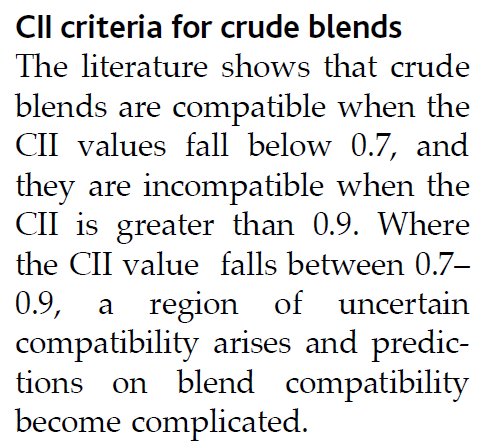 CII criteria for crude blends
The literature shows that crude
blends are compatible when the
CII values fall below 0.7, and
they are incompatible when the
CII is greater than 0.9. Where
the CII value falls between 0.7–
0.9, a region of uncertain
compatibility arises and predic-
tions on blend compatibility
become complicated.